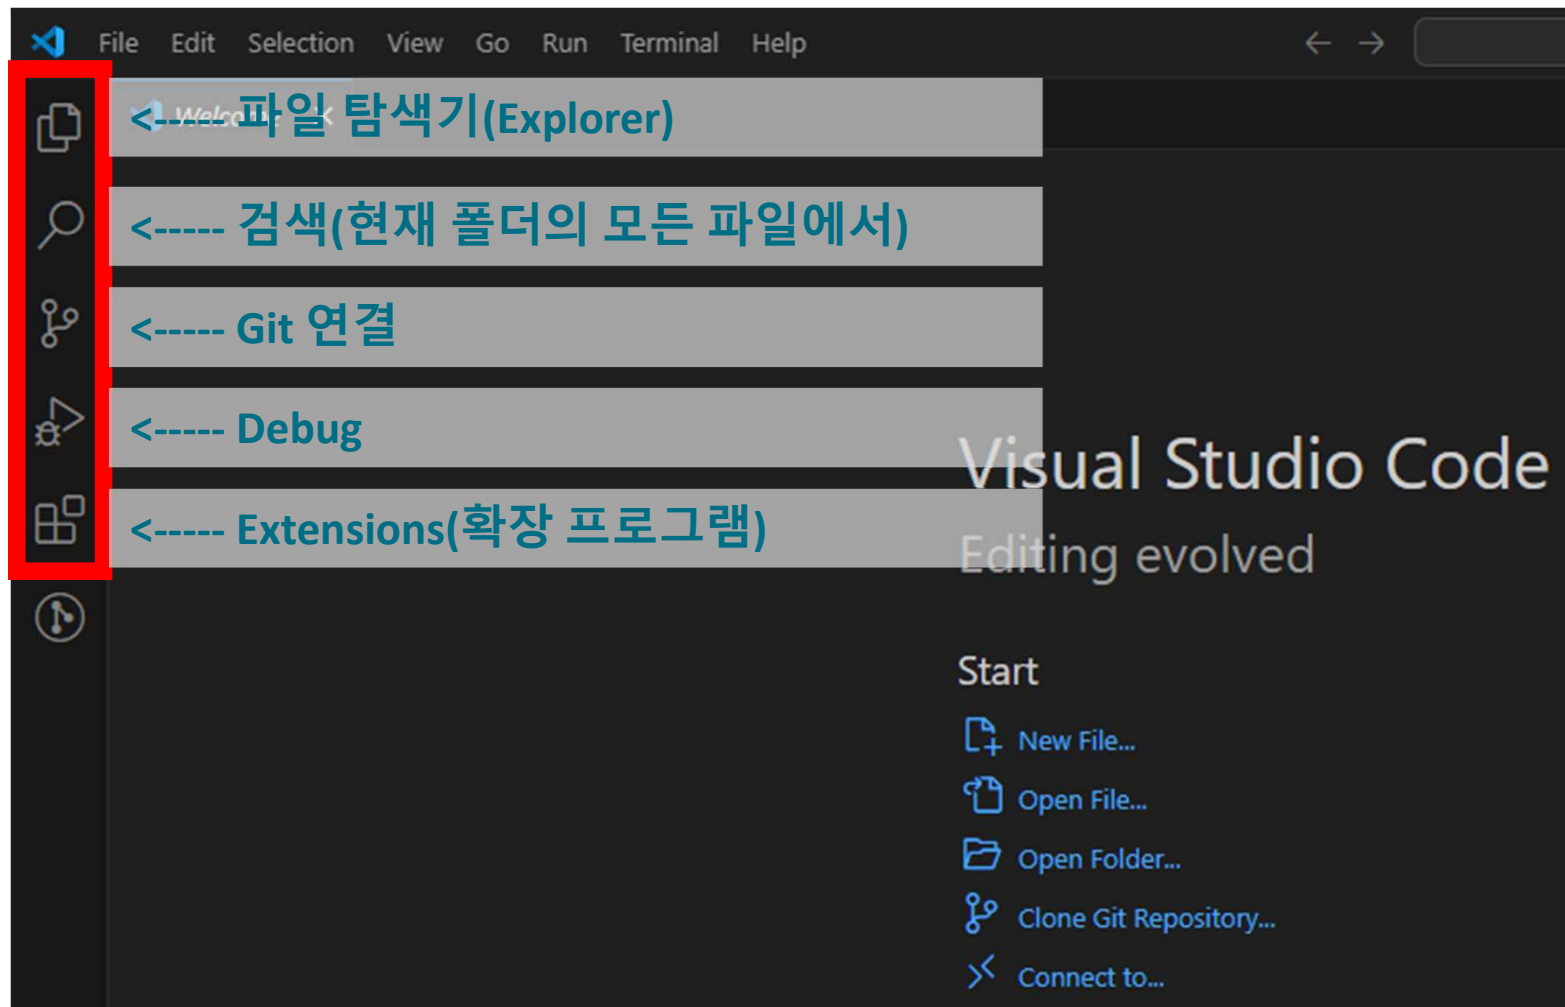 File Edit Selection View Go Run Terminal Help
Welcome
<----- 파일 탐색기(Explorer)
<----- 검색(현재 폴더의 모든 파일에서)
<----- Git 연결
<----- Debug
<----- Extensions(확장 프로그램)
Visual Studio Code
Editing evolved
Start
New File...
Open File...
Open Folder...
Clone Git Repository...
Connect to...